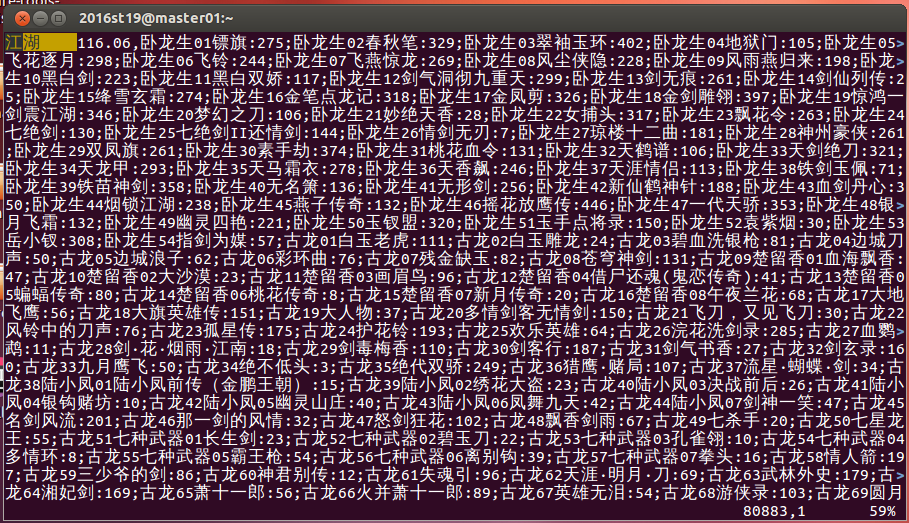 2016st19@master01:~
江湖 116.06,卧龙生01镖旗:275;卧龙生02春秋笔:329;卧龙生03翠袖玉环:402;卧龙生04地狱门:105;卧龙生05>
飞花逐月:298;卧龙生06飞铃:244;卧龙生07飞燕惊龙:269;卧龙生08风尘侠隐:228;卧龙生09风雨燕归来:198;卧龙>
生10黑白剑:223;卧龙生11黑白双娇:117;卧龙生12剑气洞彻九重天:299;卧龙生13剑无痕:261;卧龙生14剑仙列传:2
5;卧龙生15绛雪玄霜:274;卧龙生16金笔点龙记:318;卧龙生17金凤剪:326;卧龙生18金剑雕翎:397;卧龙生19惊鸿一
剑震江湖:346;卧龙生20梦幻之刀:106;卧龙生21妙绝天香:28;卧龙生22女捕头:317;卧龙生23飘花令:263;卧龙生24
七绝剑:130;卧龙生25七绝剑II还情剑:144;卧龙生26情剑无刃:7;卧龙生27琼楼十二曲:181;卧龙生28神州豪侠:261
;卧龙生29双凤旗:261;卧龙生30素手劫:374;卧龙生31桃花血令:131;卧龙生32天鹤谱:106;卧龙生33天剑绝刀:321;
卧龙生34天龙甲:293;卧龙生35天马霜衣:278;卧龙生36天香飙:246;卧龙生37天涯情侣:113;卧龙生38铁剑玉佩:71;
卧龙生39铁苗神剑:358;卧龙生40无名箫:136;卧龙生41无形剑:256;卧龙生42新仙鹤神针:188;卧龙生43血剑丹心:3
50;卧龙生44烟锁江湖:238;卧龙生45燕子传奇:132;卧龙生46摇花放鹰传:446;卧龙生47一代天骄:353;卧龙生48银>
月飞霜:132;卧龙生49幽灵四艳:221;卧龙生50玉钗盟:320;卧龙生51玉手点将录:150;卧龙生52袁紫烟:30;卧龙生53
岳小钗:308;卧龙生54指剑为媒:57;古龙01白玉老虎:111;古龙02白玉雕龙:24;古龙03碧血洗银枪:81;古龙04边城刀
声:50;古龙05边城浪子:62;古龙06彩环曲:76;古龙07残金缺玉:82;古龙08苍穹神剑:131;古龙09楚留香01血海飘香:
47;古龙10楚留香02大沙漠:23;古龙11楚留香03画眉鸟:96;古龙12楚留香04借尸还魂(鬼恋传奇):41;古龙13楚留香0
5蝙蝠传奇:80;古龙14楚留香06桃花传奇:8;古龙15楚留香07新月传奇:20;古龙16楚留香08午夜兰花:68;古龙17大地
飞鹰:56;古龙18大旗英雄传:151;古龙19大人物:37;古龙20多情剑客无情剑:150;古龙21飞刀，又见飞刀:30;古龙22
风铃中的刀声:76;古龙23孤星传:175;古龙24护花铃:193;古龙25欢乐英雄:64;古龙26浣花洗剑录:285;古龙27血鹦>
鹉:11;古龙28剑·花·烟雨·江南:18;古龙29剑毒梅香:110;古龙30剑客行:187;古龙31剑气书香:27;古龙32剑玄录:16
0;古龙33九月鹰飞:50;古龙34绝不低头:3;古龙35绝代双骄:249;古龙36猎鹰·赌局:107;古龙37流星·蝴蝶·剑:34;古
龙38陆小凤01陆小凤前传（金鹏王朝）:15;古龙39陆小凤02绣花大盗:23;古龙40陆小凤03决战前后:26;古龙41陆小
凤04银钩赌坊:10;古龙42陆小凤05幽灵山庄:40;古龙43陆小凤06凤舞九天:42;古龙44陆小凤07剑神一笑:47;古龙45
名剑风流:201;古龙46那一剑的风情:32;古龙47怒剑狂花:102;古龙48飘香剑雨:67;古龙49七杀手:20;古龙50七星龙
王:55;古龙51七种武器01长生剑:23;古龙52七种武器02碧玉刀:22;古龙53七种武器03孔雀翎:10;古龙54七种武器04
多情环:8;古龙55七种武器05霸王枪:54;古龙56七种武器06离别钩:39;古龙57七种武器07拳头:16;古龙58情人箭:19
7;古龙59三少爷的剑:86;古龙60神君别传:12;古龙61失魂引:96;古龙62天涯·明月·刀:69;古龙63武林外史:179;古>
龙64湘妃剑:169;古龙65萧十一郎:56;古龙66火并萧十一郎:89;古龙67英雄无泪:54;古龙68游侠录:103;古龙69圆月
80883,1 59%